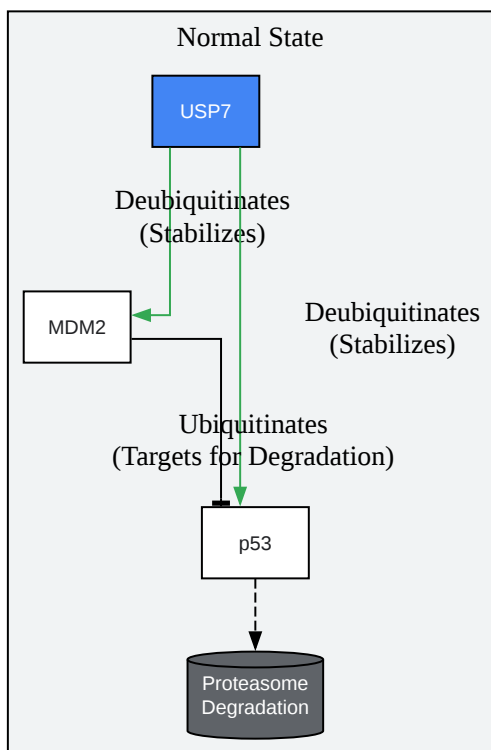 Normal State
USP7
Deubiquitinates
(Stabilizes)
MDM2
Deubiquitinates
(Stabilizes)
Ubiquitinates
(Targets for Degradation)
p53
Proteasome
Degradation